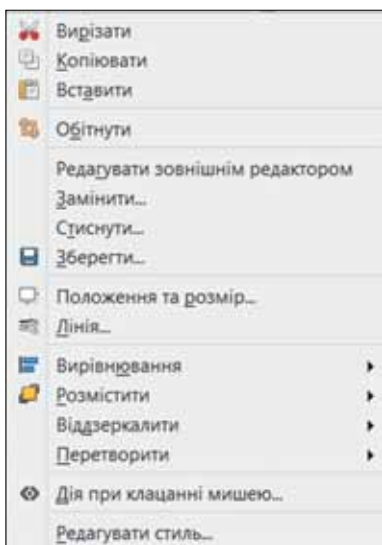 Вирізати
Копіювати
Вставити
Обітнути
Редагувати зовнішнім редактором
Замінити...
Стиснути...
Зберегти...
Положення та розмір...
Лінія...
Вирівнювання
Розмістити
Віддзеркалити
Перетворити
Дія при клацанні мишею...
Редагувати стиль...